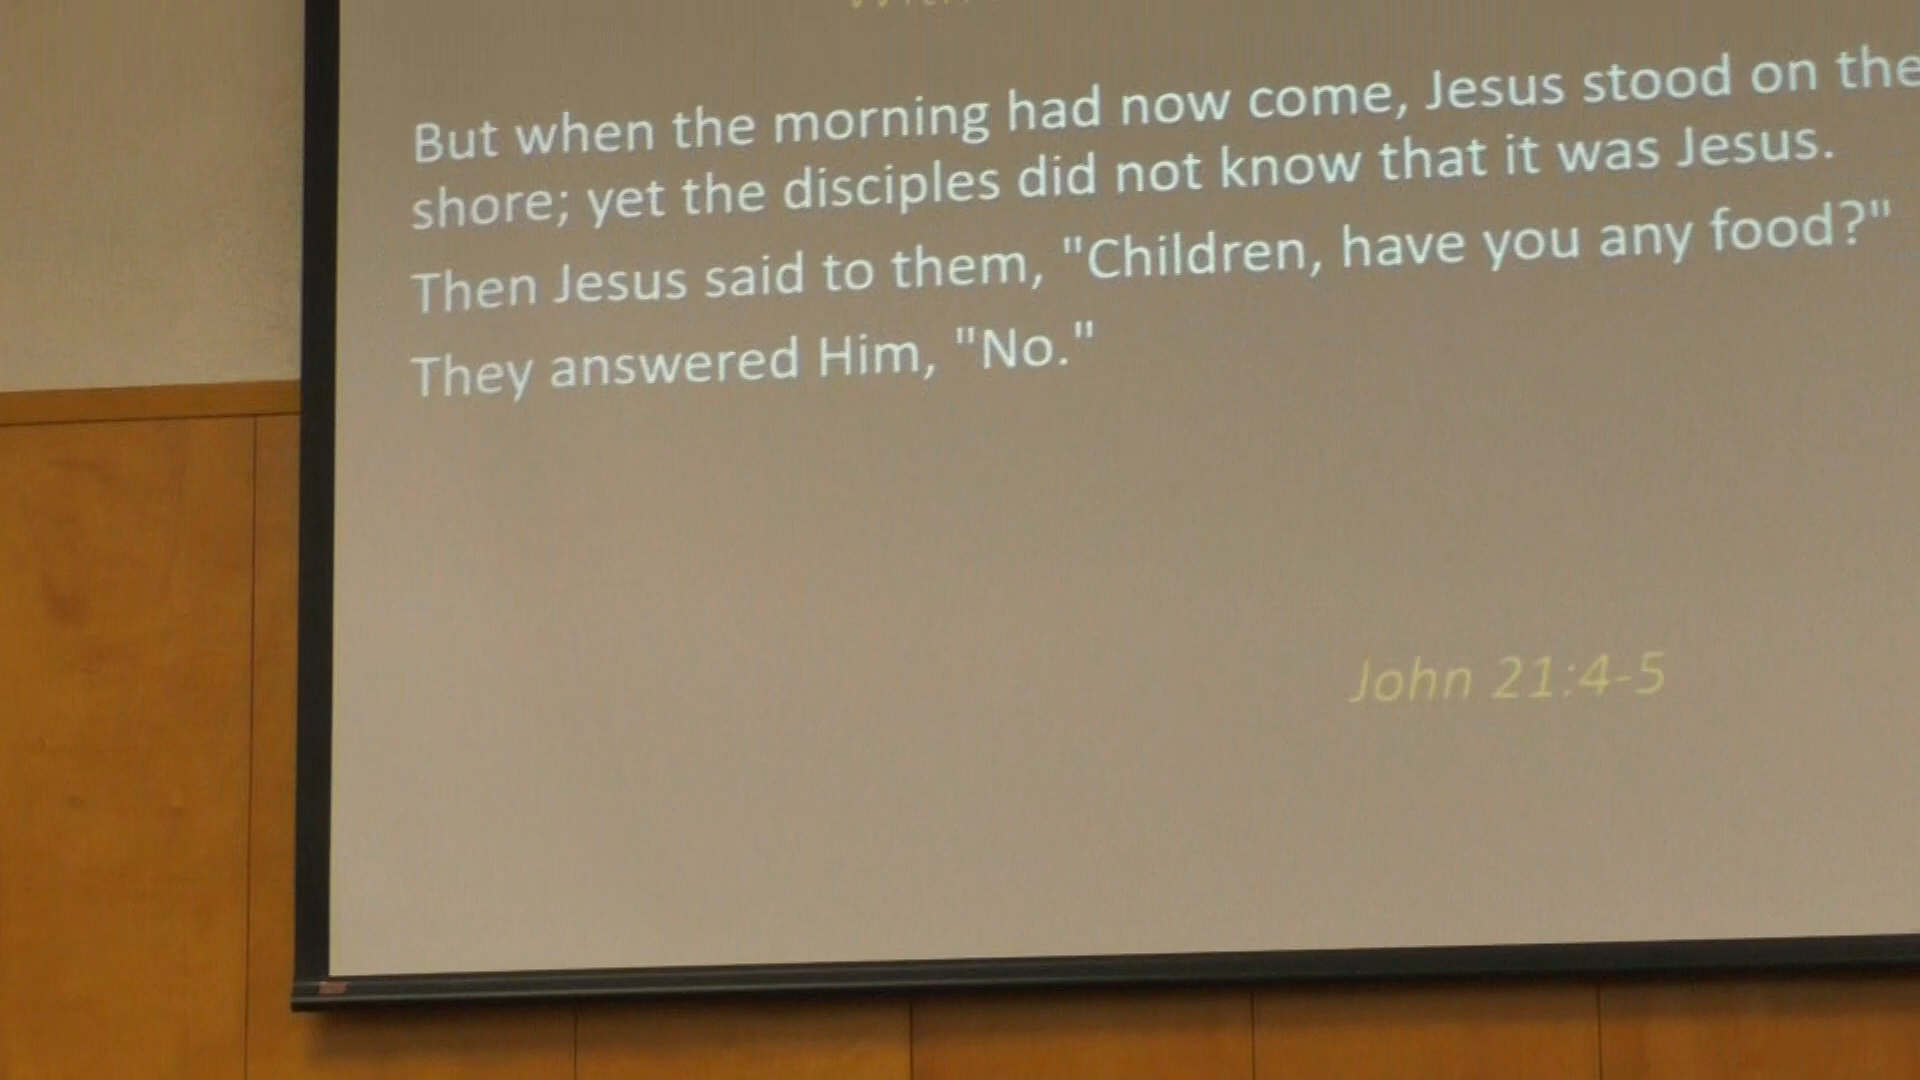 But when the morning had now come, Jesus stood on the
shore; yet the disciples did not know that it was Jesus.
Then Jesus said to them, "Children, have you any food?"
They answered Him, "No."
John 21:4-5